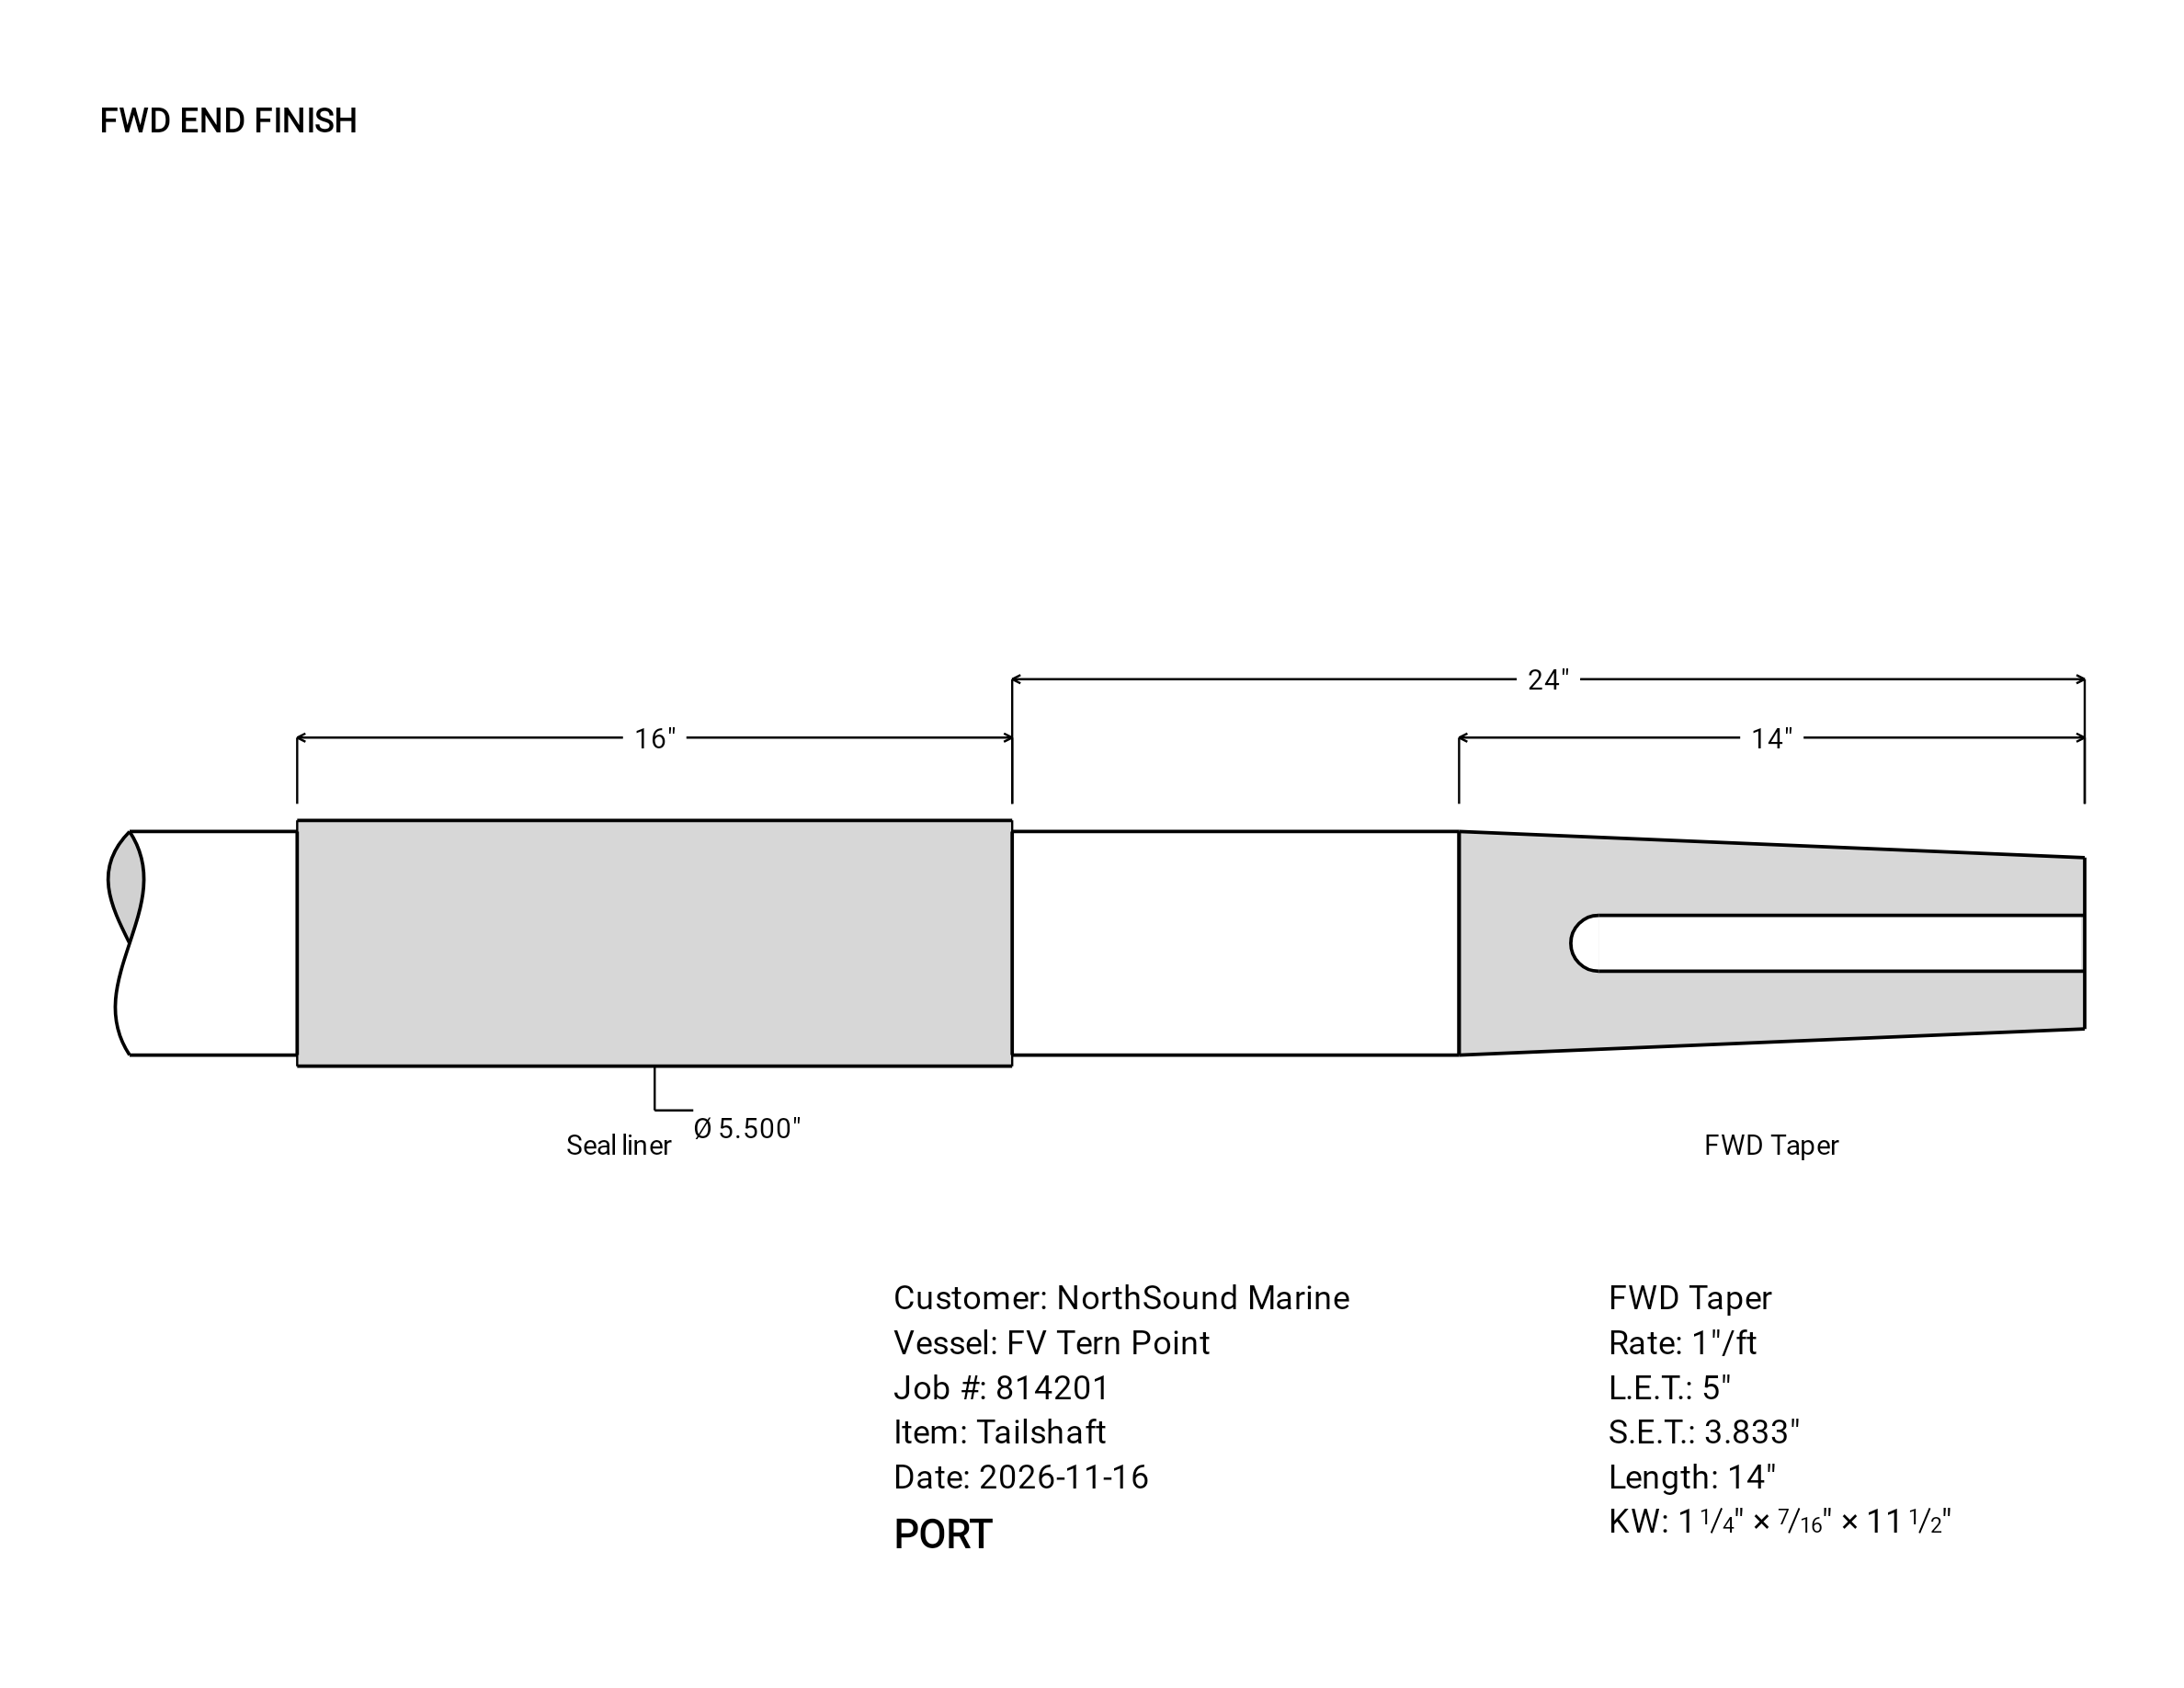 FWD END FINISH
24"
16"
14"
Ø 5.500"
Seal liner
FWD Taper
Customer: NorthSound Marine
Vessel: FV Tern Point
Job #: 814201
Item: Tailshaft
Date: 2026-11-16
PORT
FWD Taper
Rate: 1"/ft
L.E.T.: 5"
S.E.T.: 3.833"
Length: 14"
KW: 1 1/4" × 7/16" × 11 1/2"